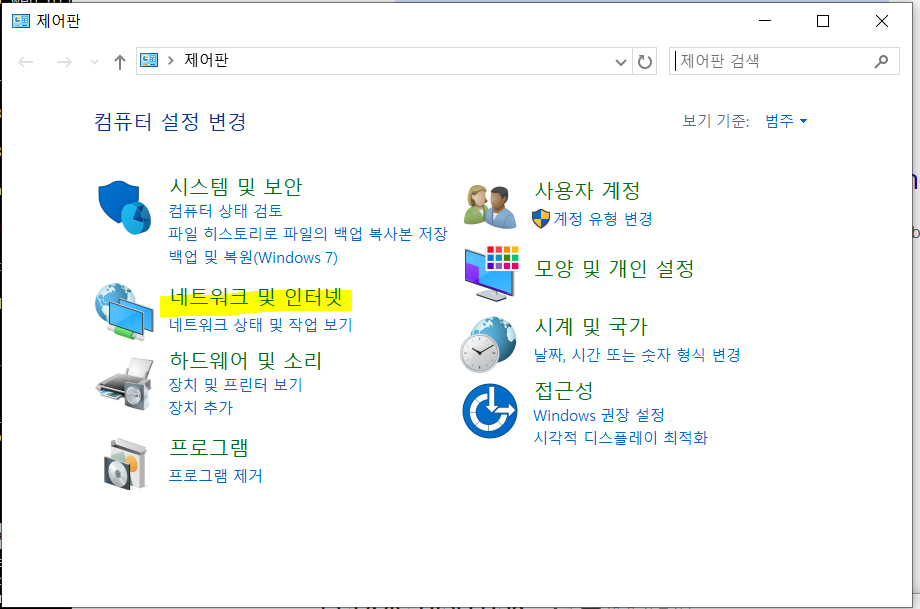 제어판
제어판
제어판 검색
컴퓨터 설정 변경
보기 기준: 범주
시스템 및 보안
컴퓨터 상태 검토
파일 히스토리로 파일의 백업 복사본 저장
백업 및 복원(Windows 7)
네트워크 및 인터넷
네트워크 상태 및 작업 보기
하드웨어 및 소리
장치 및 프린터 보기
장치 추가
프로그램
프로그램 제거
사용자 계정
계정 유형 변경
모양 및 개인 설정
시계 및 국가
날짜, 시간 또는 숫자 형식 변경
접근성
Windows 권장 설정
시각적 디스플레이 최적화